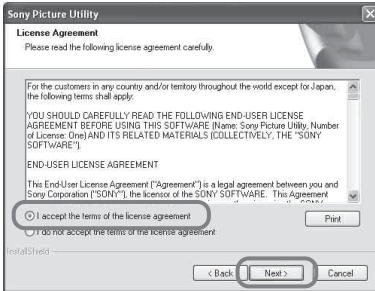 Sony Picture Utility
License Agreement
Please read the following license agreement carefully.
For the customers in any country and/or territory throughout the world except for Japan,
the following terms shall apply:
YOU SHOULD CAREFULLY READ THE FOLLOWING END-USER LICENSE
AGREEMENT BEFORE USING THIS SOFTWARE (Name: Sony Picture Utility, Number
of License: One) AND ITS RELATED MATERIALS (COLLECTIVELY, THE "SONY
SOFTWARE").
END-USER LICENSE AGREEMENT
This End-User License Agreement ("Agreement") is a legal agreement between you and
Sony Corporation ("SONY"), the licensor of the SONY SOFTWARE. This Agreement
I accept the terms of the license agreement
Print
I do not accept the terms of the license agreement
InstallShield
< Back
Next >
Cancel